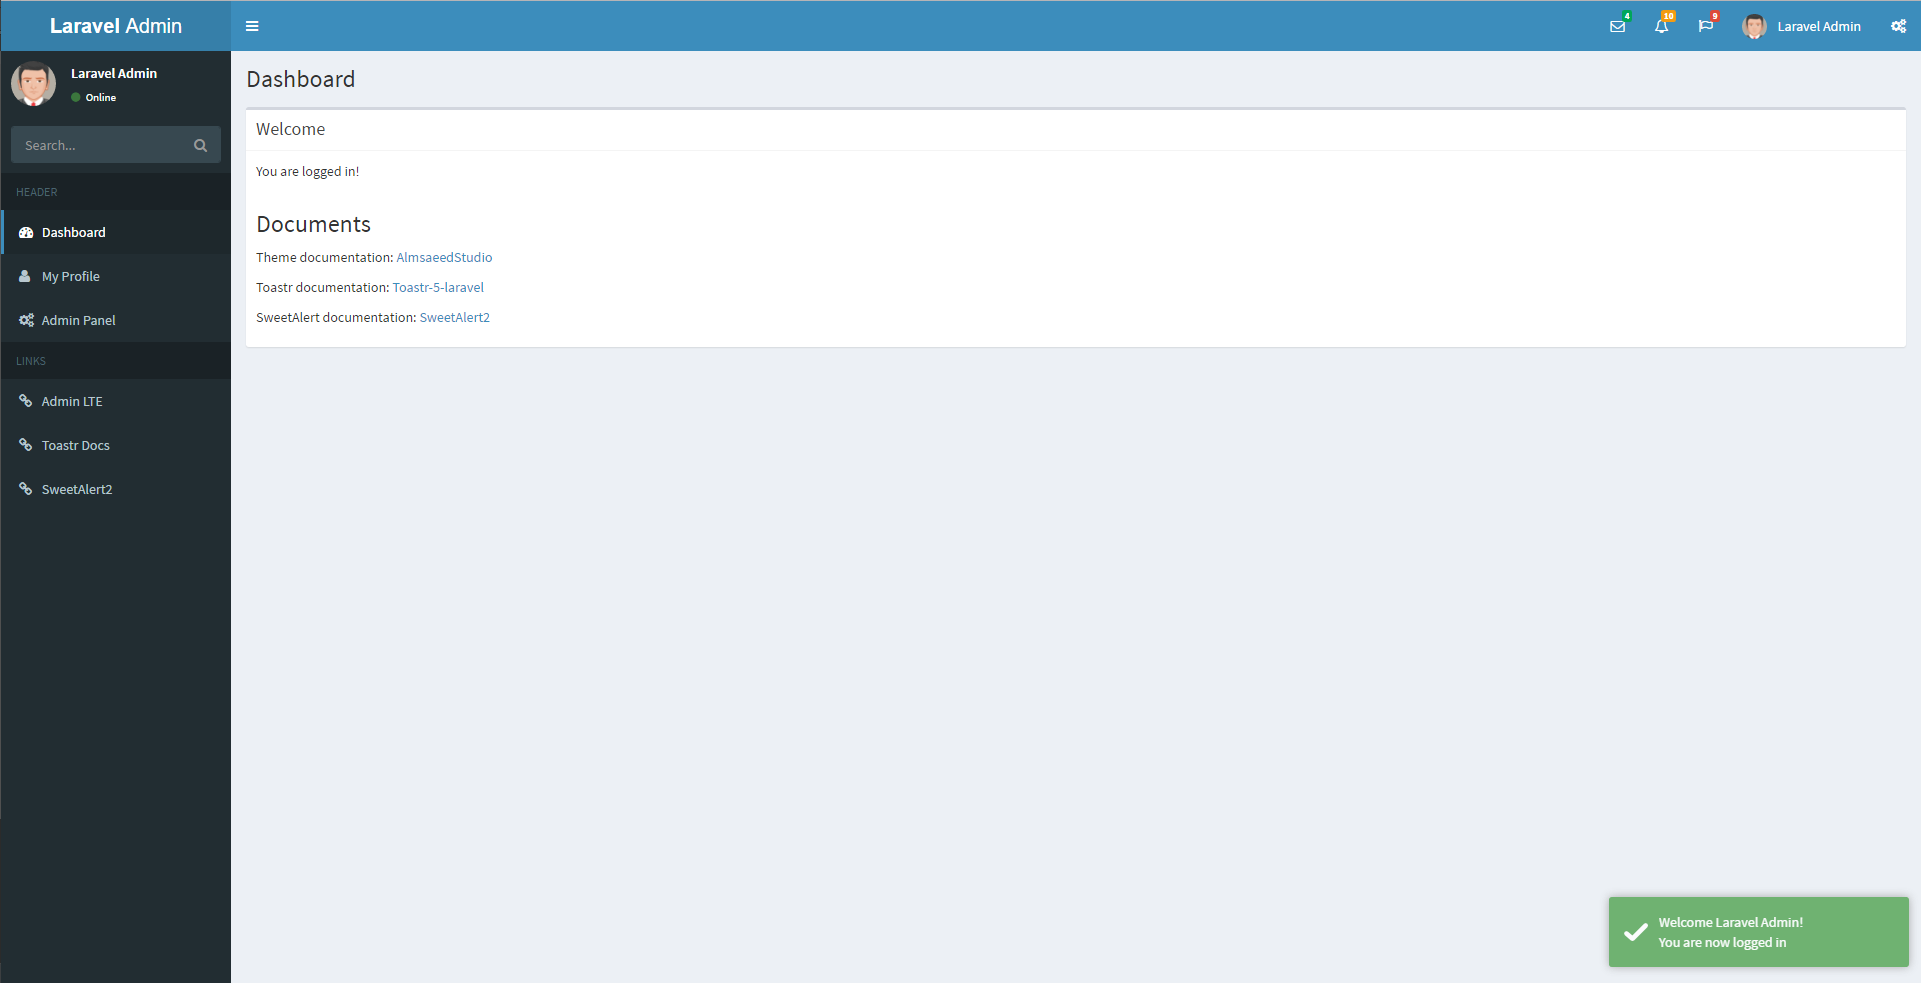 Laravel Admin
4
10
9
Laravel Admin
Laravel Admin
Online
Search...
HEADER
Dashboard
My Profile
Admin Panel
LINKS
Admin LTE
Toastr Docs
SweetAlert2
Dashboard
Welcome
You are logged in!
Documents
Theme documentation: AlmsaeedStudio
Toastr documentation: Toastr-5-laravel
SweetAlert documentation: SweetAlert2
Welcome Laravel Admin!
You are now logged in